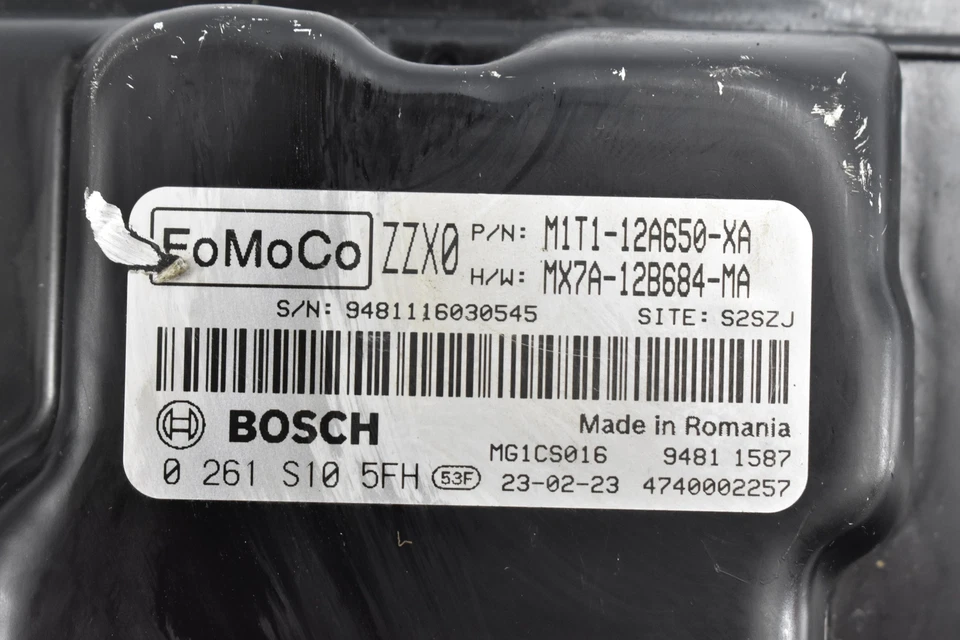 FoMoCo ZZX0 P/N: M1T1-12A650-XA
H/W: MX7A-12B684-MA
S/N: 9481116030545 SITE: S2SZJ
BOSCH Made in Romania
MG1CS016 9481 1587
0 261 S10 5FH 53F 23-02-23 4740002257